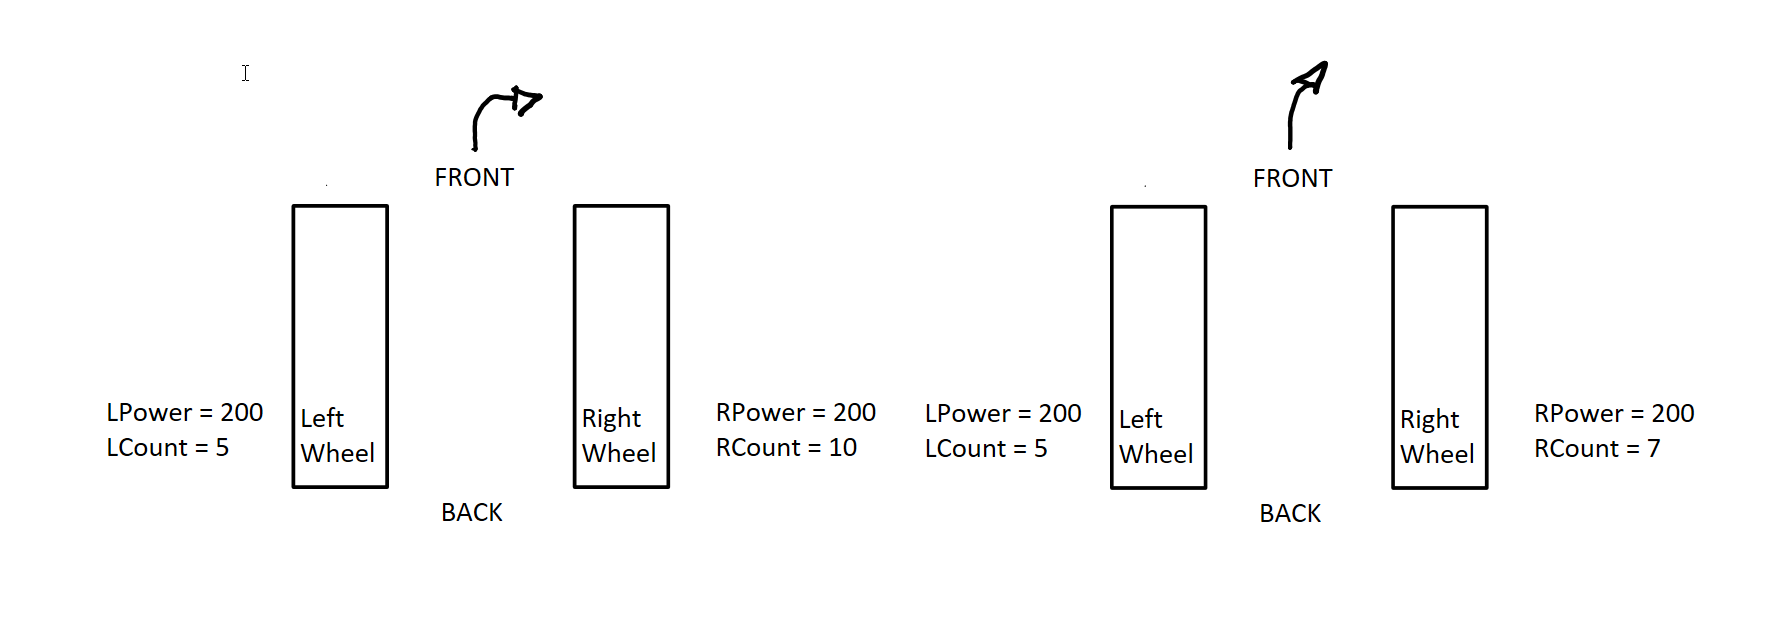 FRONT
LPower = 200
LCount = 5
Left
Wheel
Right
Wheel
RPower = 200
RCount = 10
BACK
FRONT
LPower = 200
LCount = 5
Left
Wheel
Right
Wheel
RPower = 200
RCount = 7
BACK